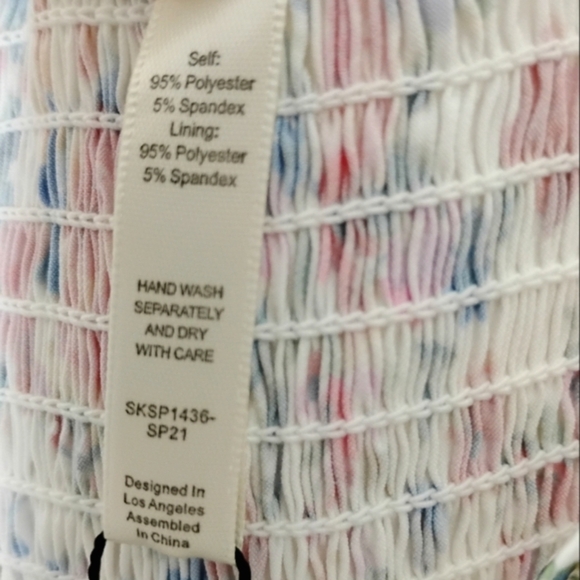 Self:
95% Polyester
5% Spandex
Lining:
95% Polyester
5% Spandex
HAND WASH
SEPARATELY
AND DRY
WITH CARE
SKSP1436-
SP21
Designed In
Los Angeles
Assembled
In China